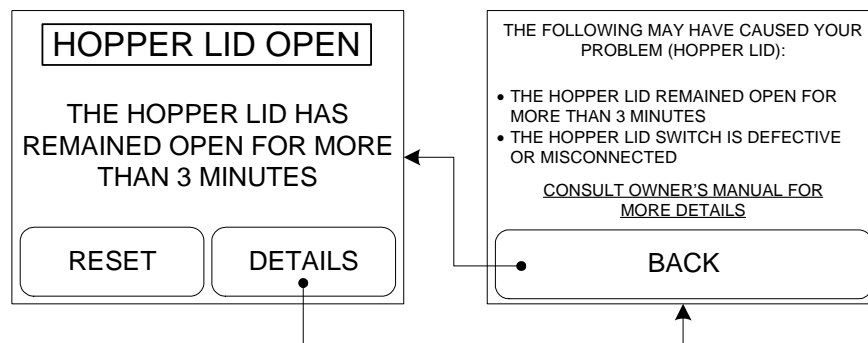 HOPPER LID OPEN
THE HOPPER LID HAS
REMAINED OPEN FOR MORE
THAN 3 MINUTES
RESET
DETAILS
THE FOLLOWING MAY HAVE CAUSED YOUR
PROBLEM (HOPPER LID):
• THE HOPPER LID REMAINED OPEN FOR
MORE THAN 3 MINUTES
• THE HOPPER LID SWITCH IS DEFECTIVE
OR MISCONNECTED
CONSULT OWNER'S MANUAL FOR
MORE DETAILS
BACK